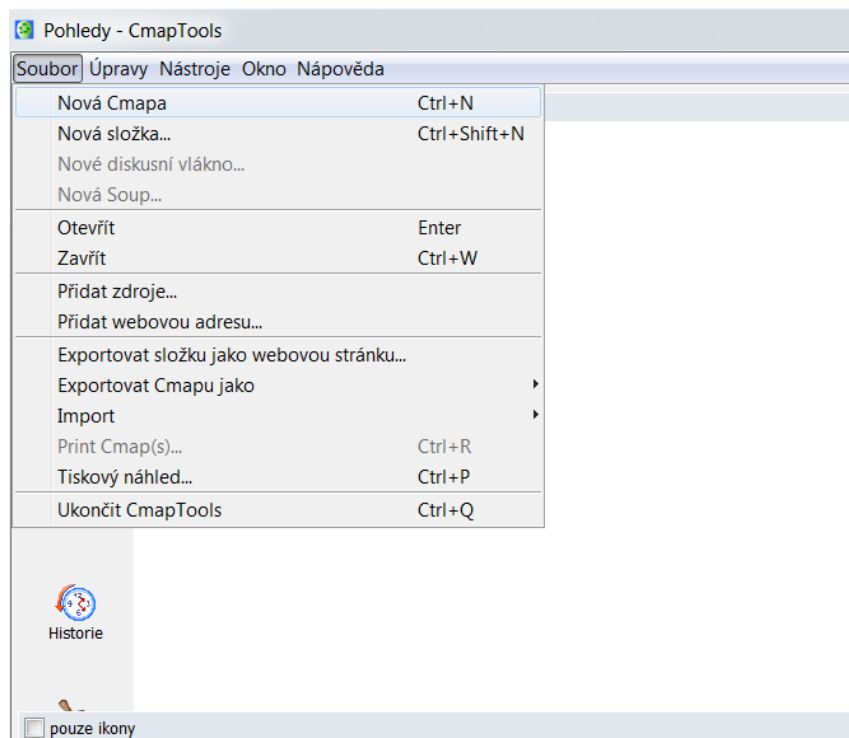 Pohledy - CmapTools
Soubor Úpravy Nástroje Okno Nápověda
Nová Cmapa Ctrl+N
Nová složka... Ctrl+Shift+N
Nové diskusní vlákno...
Nová Soup...
Otevřít Enter
Zavřít Ctrl+W
Přidat zdroje...
Přidat webovou adresu...
Exportovat složku jako webovou stránku...
Exportovat Cmapu jako
Import
Print Cmap(s)... Ctrl+R
Tiskový náhled... Ctrl+P
Ukončit CmapTools Ctrl+Q
Historie
pouze ikony